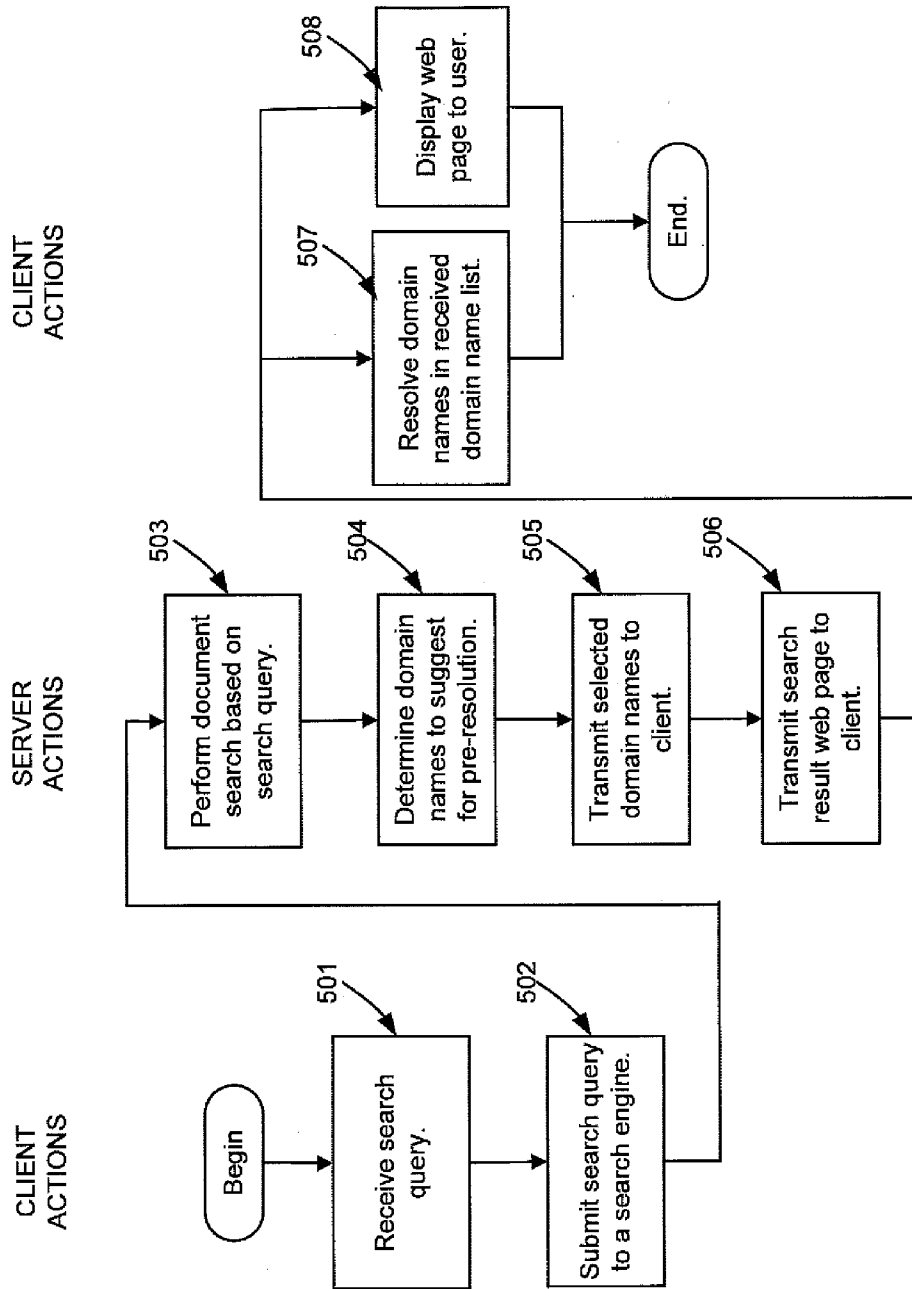 CLIENT
ACTIONS
SERVER
ACTIONS
CLIENT
ACTIONS
Begin
501
Receive search
query.
502
Submit search query
to a search engine.
503
Perform document
search based on
search query.
504
Determine domain
names to suggest
for pre-resolution.
505
Transmit selected
domain names to
client.
506
Transmit search
result web page to
client.
507
Resolve domain
names in received
domain name list.
508
Display web
page to user.
End.